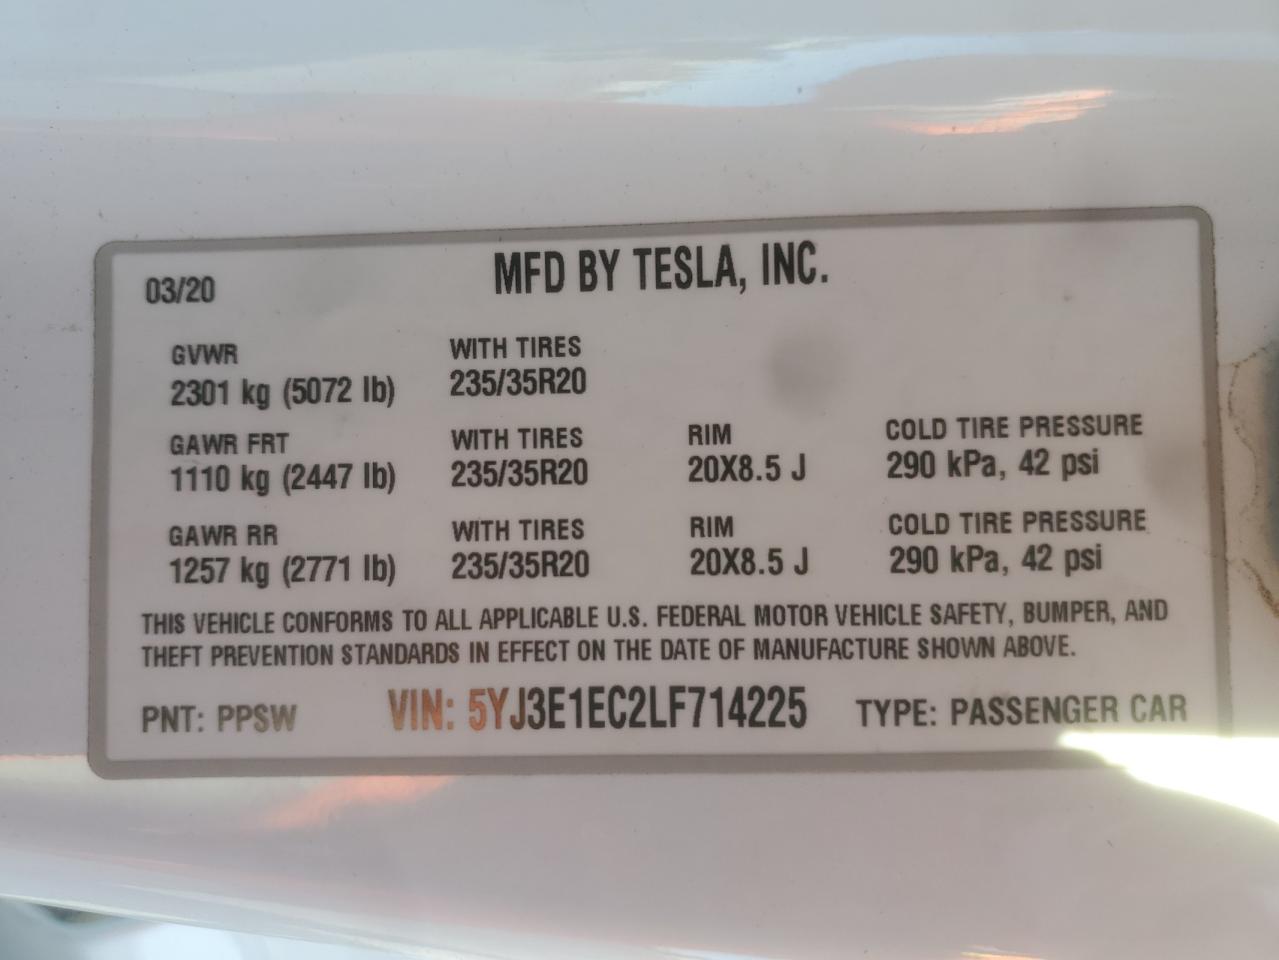 03/20 MFD BY TESLA, INC.
GVWR WITH TIRES
2301 kg (5072 lb) 235/35R20
GAWR FRT WITH TIRES RIM COLD TIRE PRESSURE
1110 kg (2447 lb) 235/35R20 20X8.5 J 290 kPa, 42 psi
GAWR RR WITH TIRES RIM COLD TIRE PRESSURE
1257 kg (2771 lb) 235/35R20 20X8.5 J 290 kPa, 42 psi
THIS VEHICLE CONFORMS TO ALL APPLICABLE U.S. FEDERAL MOTOR VEHICLE SAFETY, BUMPER, AND
THEFT PREVENTION STANDARDS IN EFFECT ON THE DATE OF MANUFACTURE SHOWN ABOVE.
PNT: PPSW VIN: 5YJ3E1EC2LF714225 TYPE: PASSENGER CAR